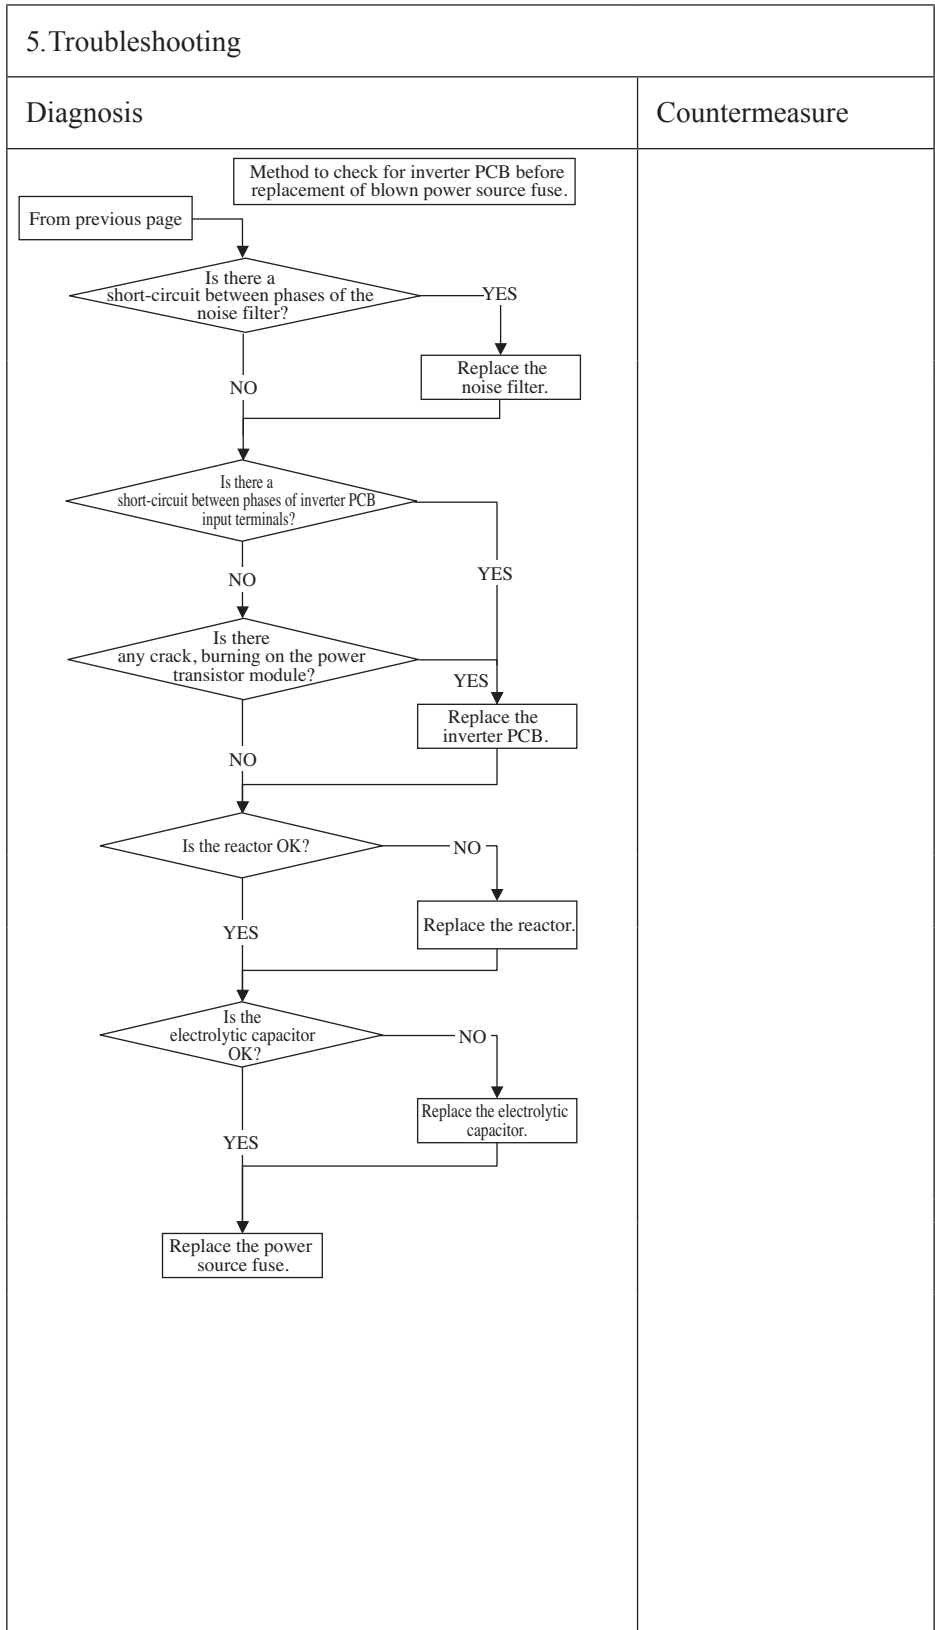 5.Troubleshooting
Diagnosis
Countermeasure
Method to check for inverter PCB before
replacement of blown power source fuse.
From previous page
Is there a
short-circuit between phases of the
noise filter?
YES
Replace the
noise filter.
NO
Is there a
short-circuit between phases of inverter PCB
input terminals?
YES
NO
Is there
any crack, burning on the power
transistor module?
YES
Replace the
inverter PCB.
NO
Is the reactor OK?
NO
Replace the reactor.
YES
Is the
electrolytic capacitor
OK?
NO
Replace the electrolytic
capacitor.
YES
Replace the power
source fuse.